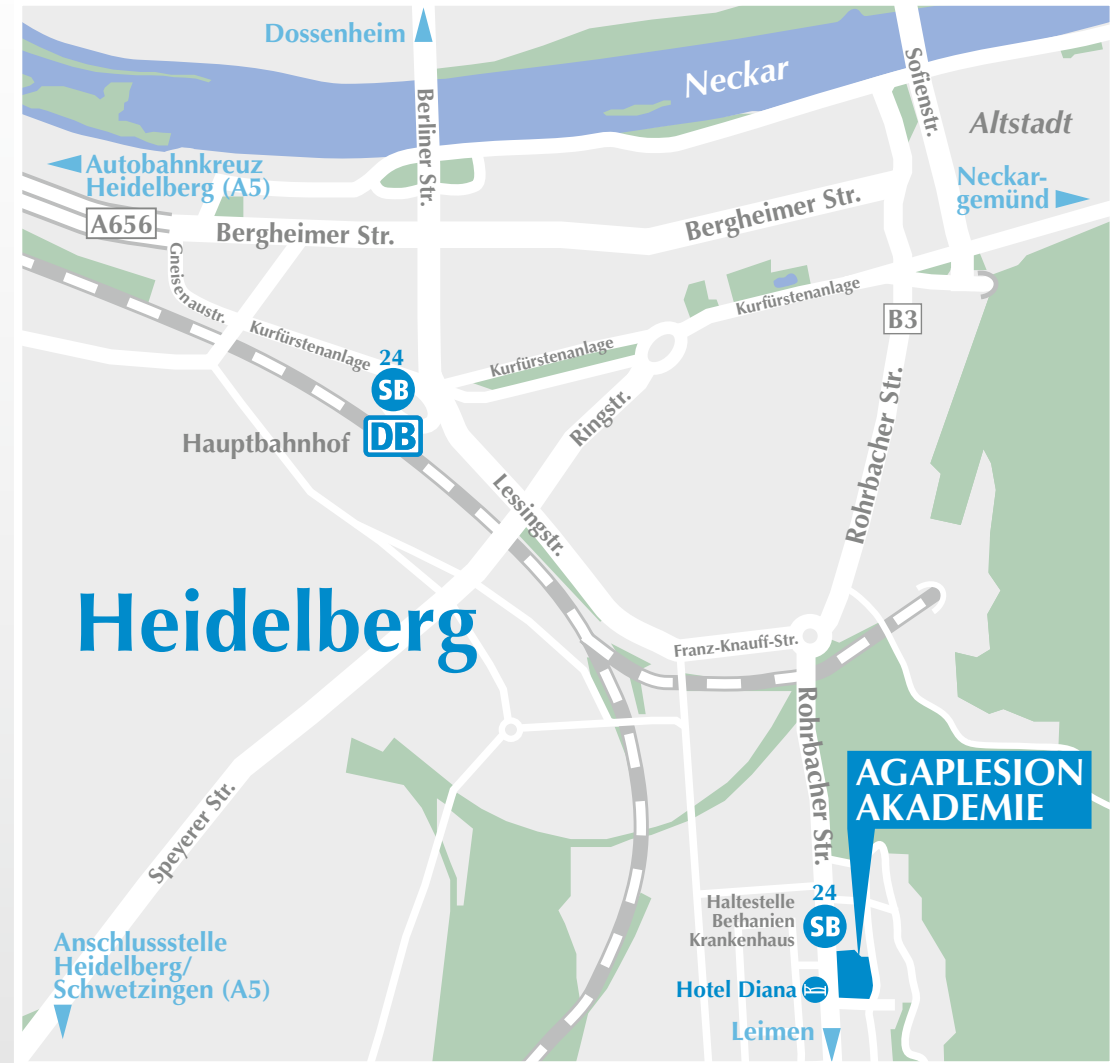 Dossenheim
Neckar
Sofienstr.
Altstadt
Berliner Str.
Autobahnkreuz
Heidelberg (A5)
Neckar-
gemünd
A656
Bergheimer Str.
Bergheimer Str.
Gneisenaustr.
Kurfürstenanlage
B3
Kurfürstenanlage
Kurfürstenanlage
24
SB
Hauptbahnhof
DB
Ringstr.
Rohrbacher Str.
Lessingstr.
Heidelberg
Franz-Knauff-Str.
Rohrbacher Str.
AGAPLESION
AKADEMIE
Speyerer Str.
24
SB
Haltestelle
Bethanien
Krankenhaus
Anschlussstelle
Heidelberg/
Schwetzingen (A5)
Hotel Diana
Leimen